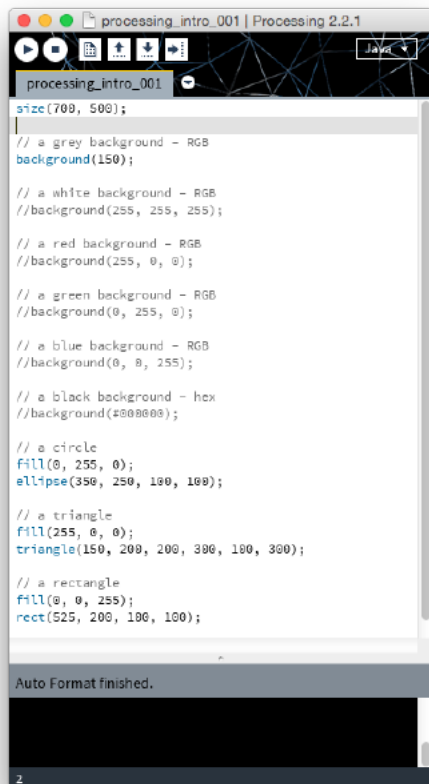 processing_intro_001 | Processing 2.2.1
Java
processing_intro_001
size(700, 500);
// a grey background – RGB
background(150);
// a white background – RGB
//background(255, 255, 255);
// a red background – RGB
//background(255, 0, 0);
// a green background – RGB
//background(0, 255, 0);
// a blue background – RGB
//background(0, 0, 255);
// a black background – hex
//background(#000000);
// a circle
fill(0, 255, 0);
ellipse(350, 250, 100, 100);
// a triangle
fill(255, 0, 0);
triangle(150, 200, 200, 300, 100, 300);
// a rectangle
fill(0, 0, 255);
rect(525, 200, 100, 100);
Auto Format finished.
2